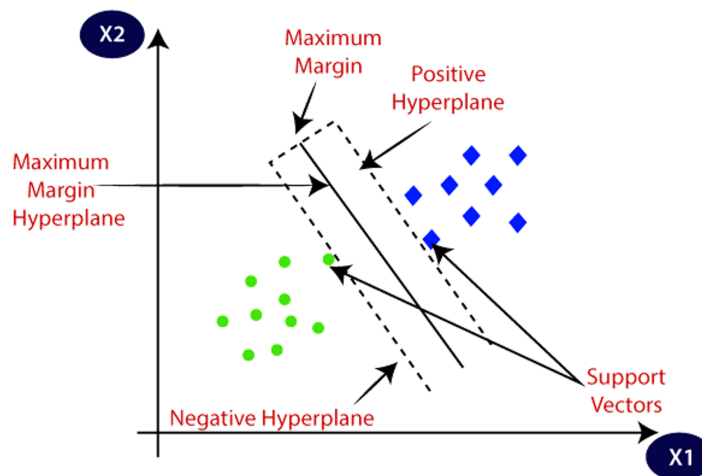 X2
Maximum
Margin
Positive
Hyperplane
Maximum
Margin
Hyperplane
Support
Vectors
Negative Hyperplane
X1